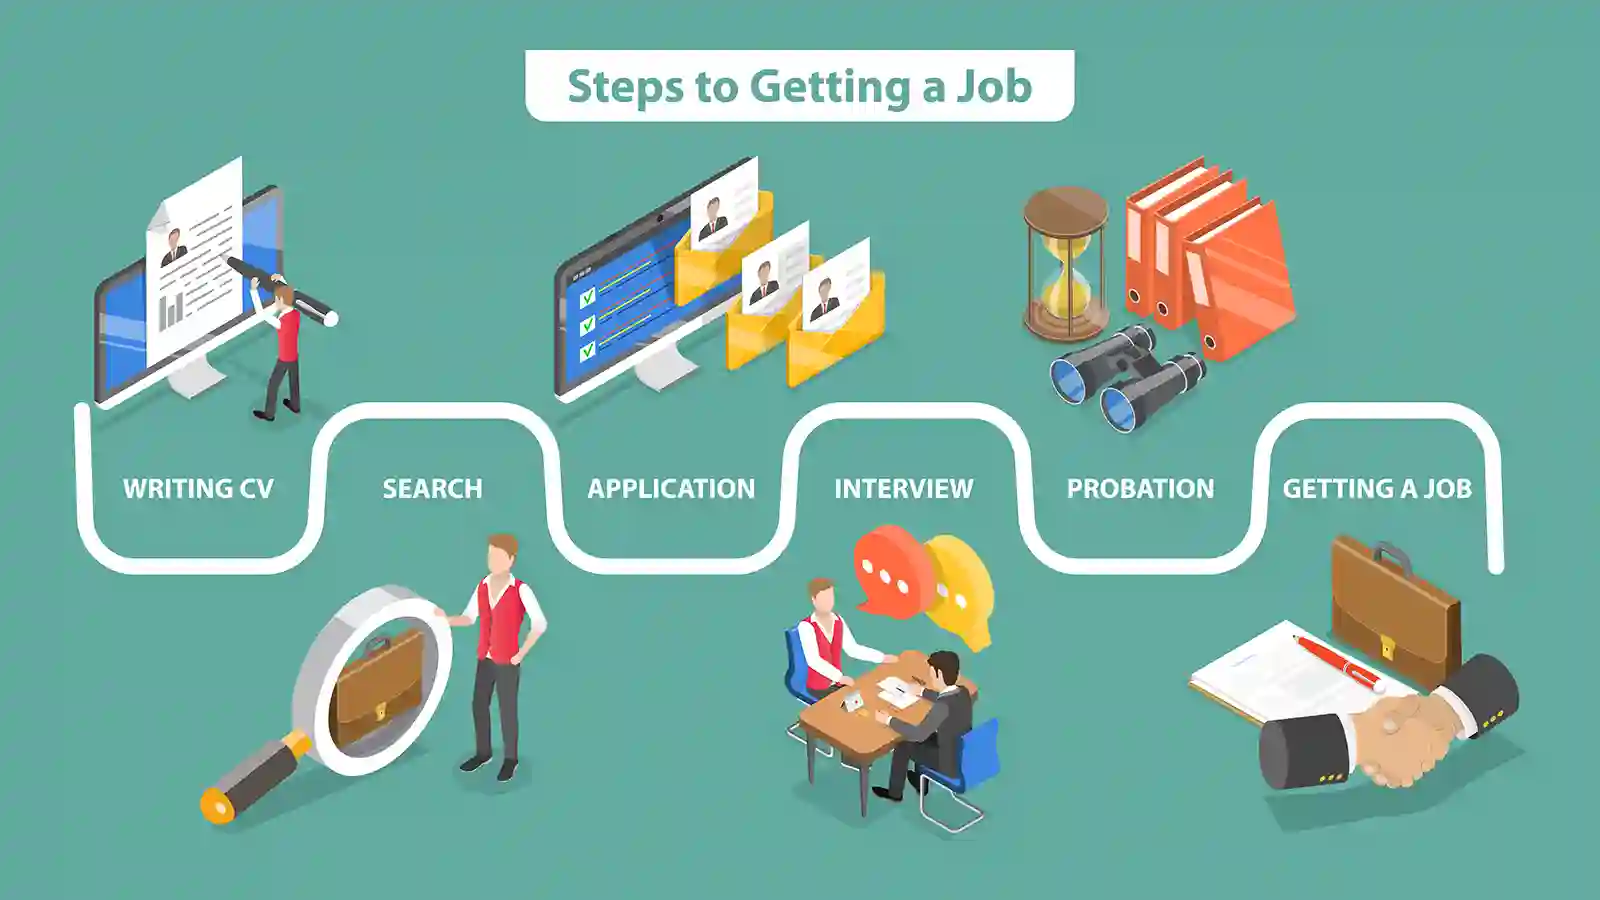 Steps to Getting a Job
WRITING CV
SEARCH
APPLICATION
INTERVIEW
PROBATION
GETTING A JOB